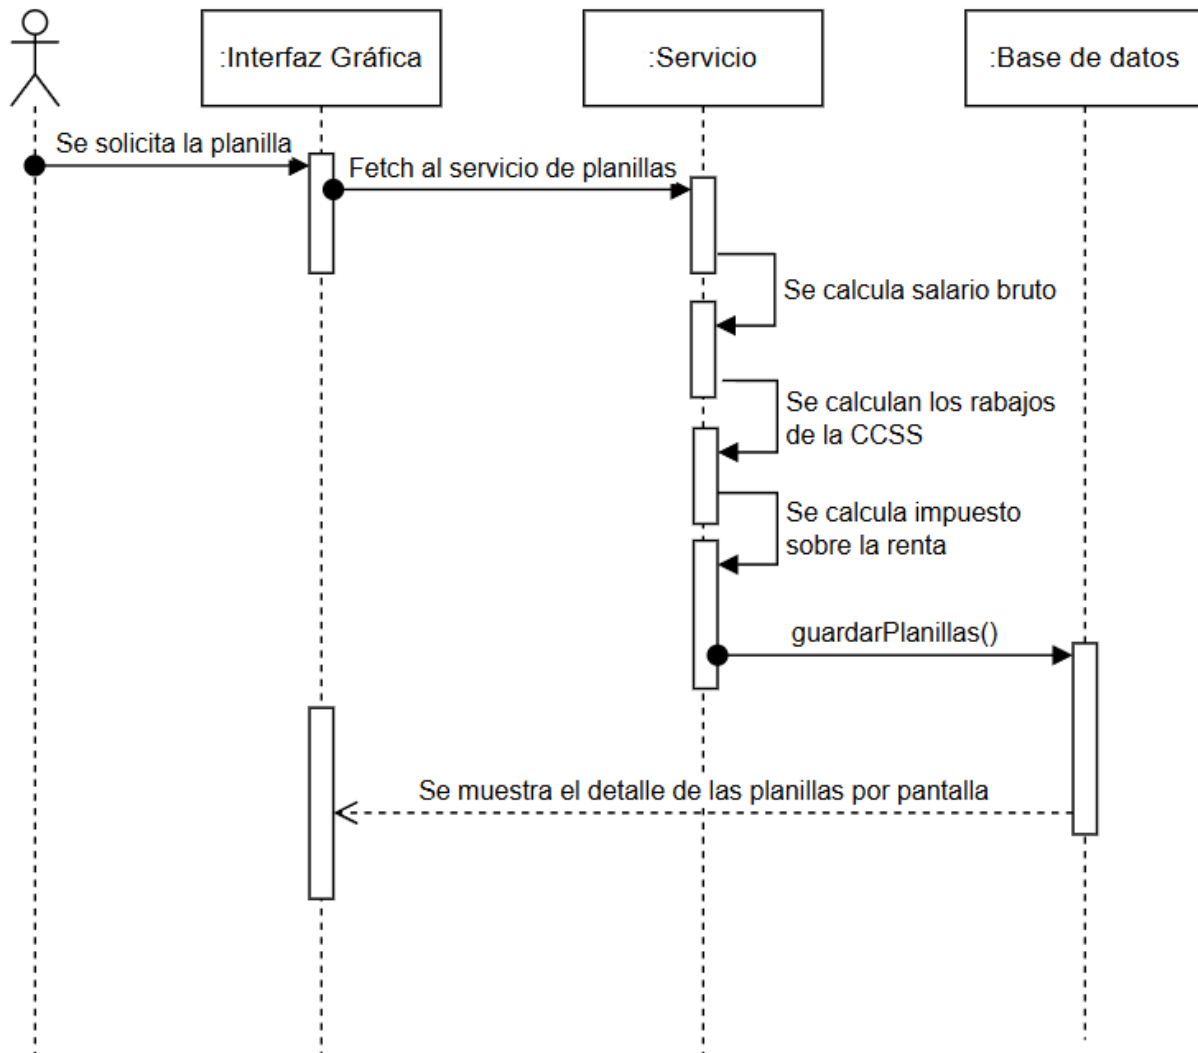 :Interfaz Gráfica
:Servicio
:Base de datos
Se solicita la planilla
Fetch al servicio de planillas
Se calcula salario bruto
Se calculan los rabajos
de la CCSS
Se calcula impuesto
sobre la renta
guardarPlanillas()
Se muestra el detalle de las planillas por pantalla